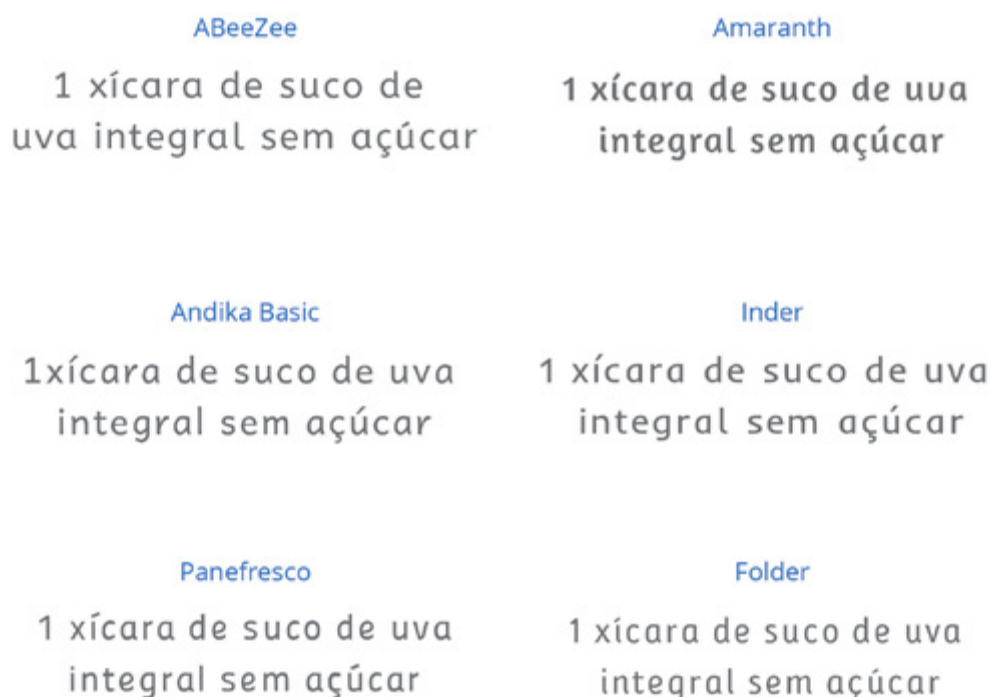 ABeeZee
1 xícara de suco de
uva integral sem açúcar
Amaranth
1 xícara de suco de uva
integral sem açúcar
Andika Basic
1xícara de suco de uva
integral sem açúcar
Inder
1 xícara de suco de uva
integral sem açúcar
Panefresco
1 xícara de suco de uva
integral sem açúcar
Folder
1 xícara de suco de uva
integral sem açúcar